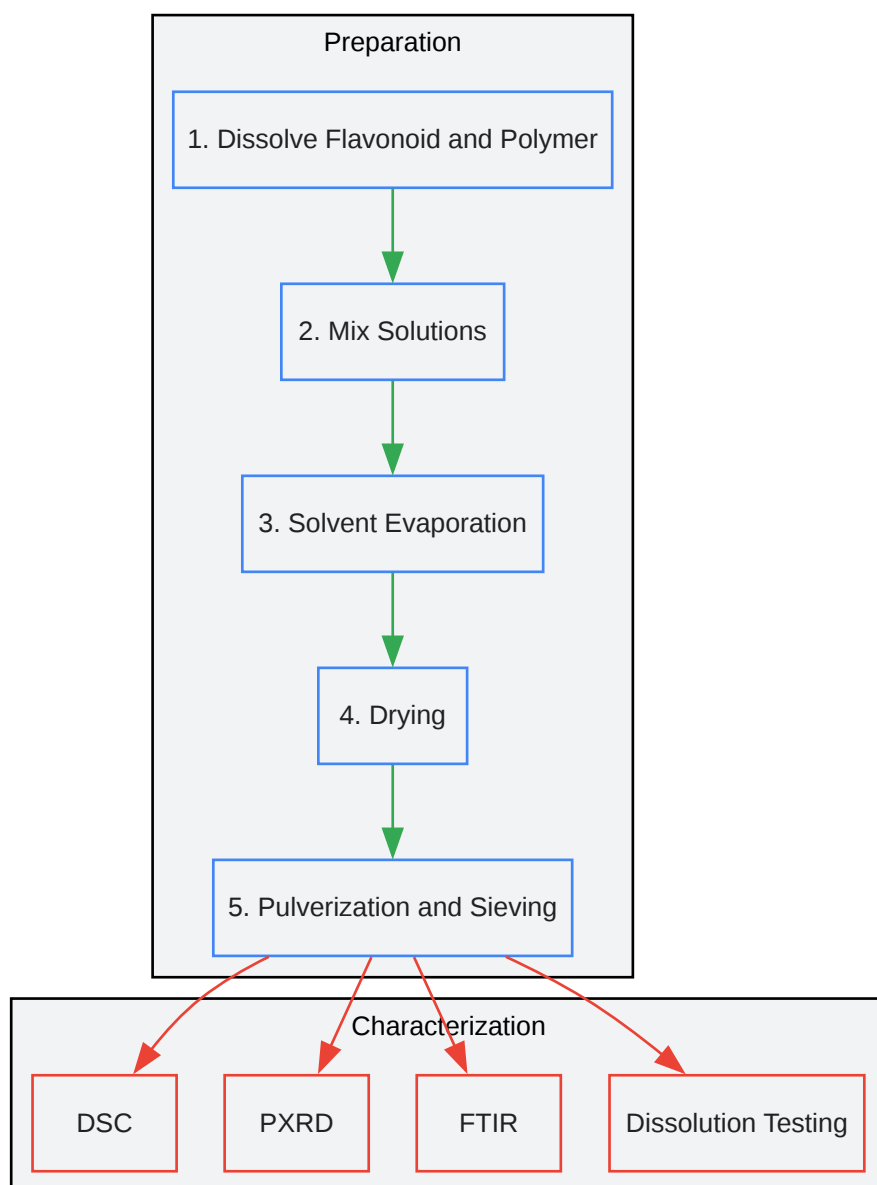 Preparation
1. Dissolve Flavonoid and Polymer
2. Mix Solutions
3. Solvent Evaporation
4. Drying
5. Pulverization and Sieving
Characterization
DSC
PXRD
FTIR
Dissolution Testing